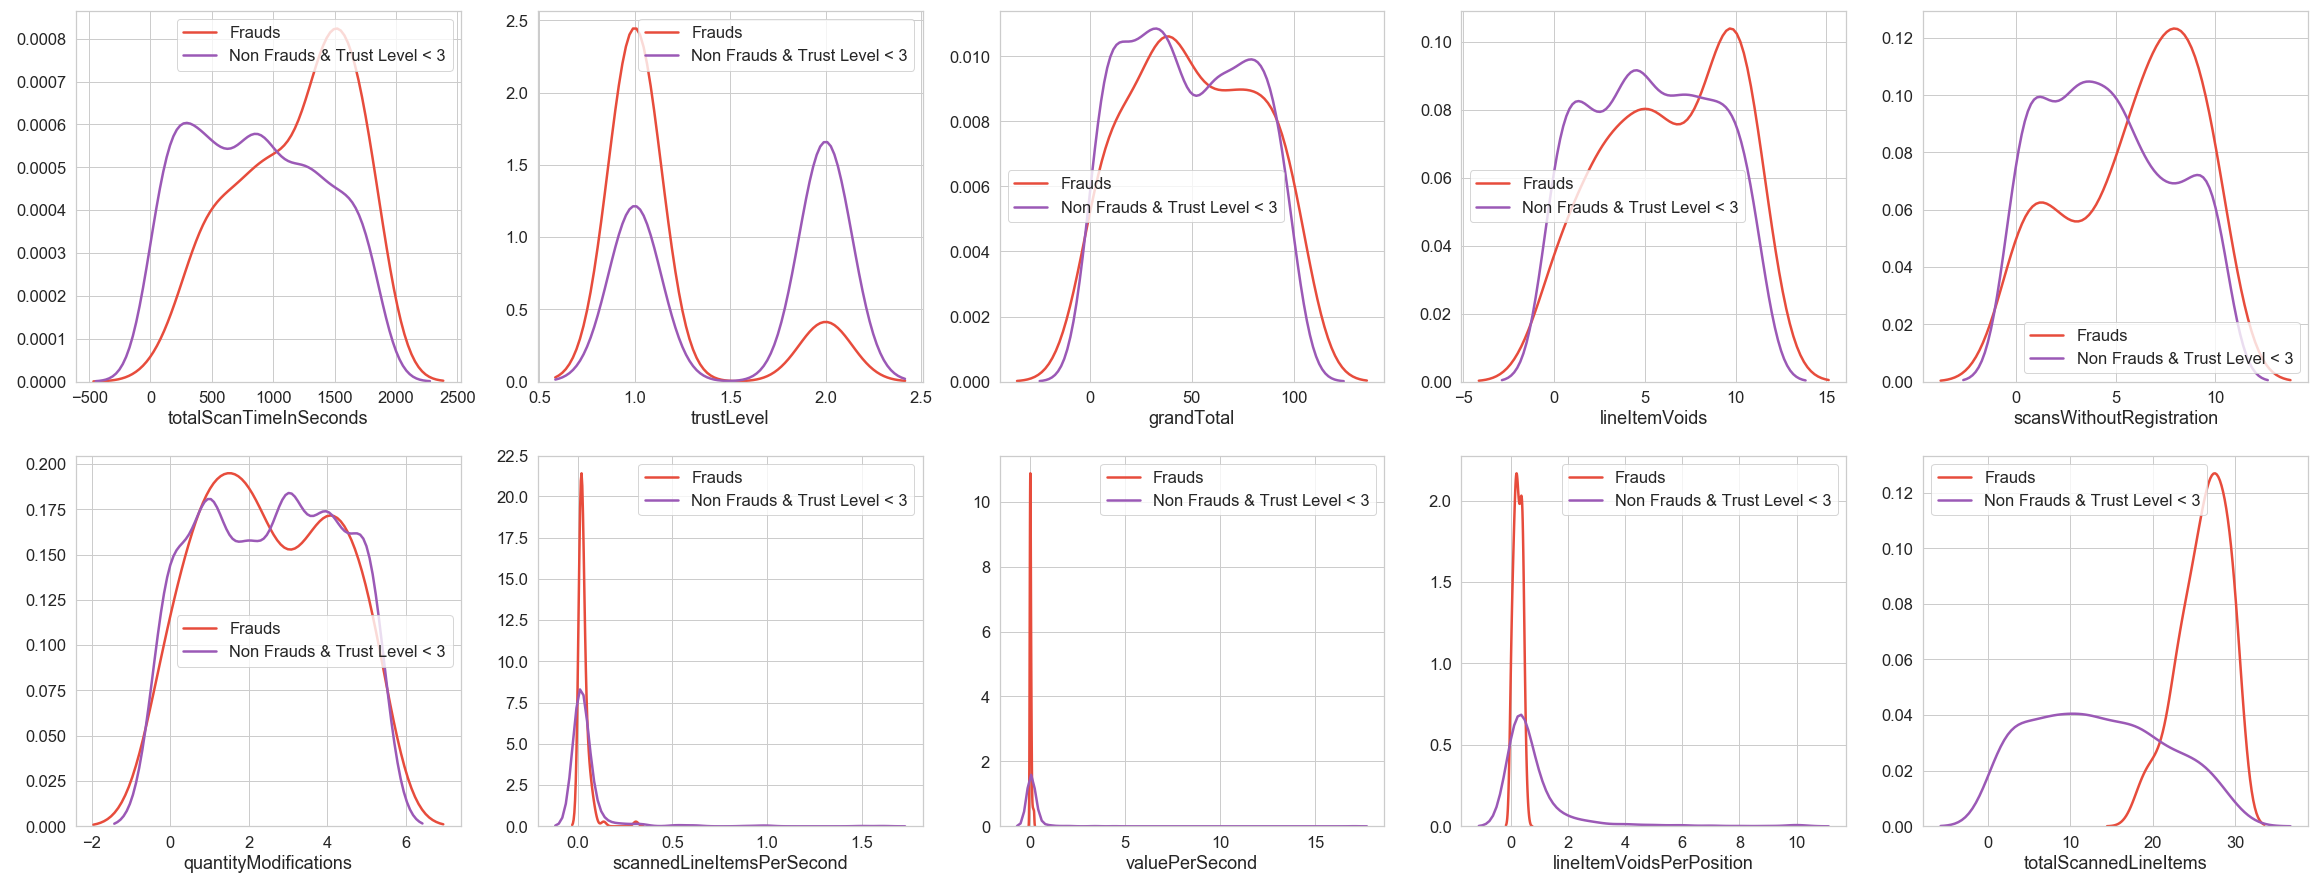 0.0008
0.0007
0.0006
0.0005
0.0004
0.0003
0.0002
0.0001
0.0000
−500 0 500 1000 1500 2000 2500
totalScanTimeInSeconds
Frauds
Non Frauds & Trust Level < 3
2.5
2.0
1.5
1.0
0.5
0.0
0.5 1.0 1.5 2.0 2.5
trustLevel
Frauds
Non Frauds & Trust Level < 3
0.010
0.008
0.006
0.004
0.002
0.000
0 50 100
grandTotal
Frauds
Non Frauds & Trust Level < 3
0.10
0.08
0.06
0.04
0.02
0.00
−5 0 5 10 15
lineItemVoids
Frauds
Non Frauds & Trust Level < 3
0.12
0.10
0.08
0.06
0.04
0.02
0.00
0 5 10
scansWithoutRegistration
Frauds
Non Frauds & Trust Level < 3
0.200
0.175
0.150
0.125
0.100
0.075
0.050
0.025
0.000
−2 0 2 4 6
quantityModifications
Frauds
Non Frauds & Trust Level < 3
22.5
20.0
17.5
15.0
12.5
10.0
7.5
5.0
2.5
0.0
0.0 0.5 1.0 1.5
scannedLineItemsPerSecond
Frauds
Non Frauds & Trust Level < 3
10
8
6
4
2
0
0 5 10 15
valuePerSecond
Frauds
Non Frauds & Trust Level < 3
2.0
1.5
1.0
0.5
0.0
0 2 4 6 8 10
lineItemVoidsPerPosition
Frauds
Non Frauds & Trust Level < 3
0.12
0.10
0.08
0.06
0.04
0.02
0.00
0 10 20 30
totalScannedLineItems
Frauds
Non Frauds & Trust Level < 3